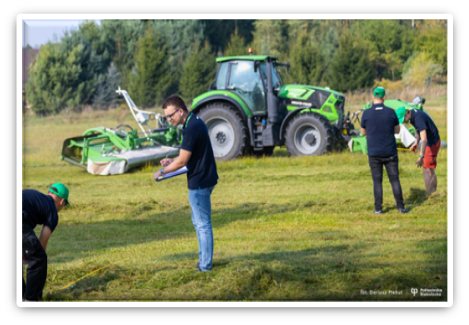 fot. Dariusz Piekut
Politechnika
Białostocka